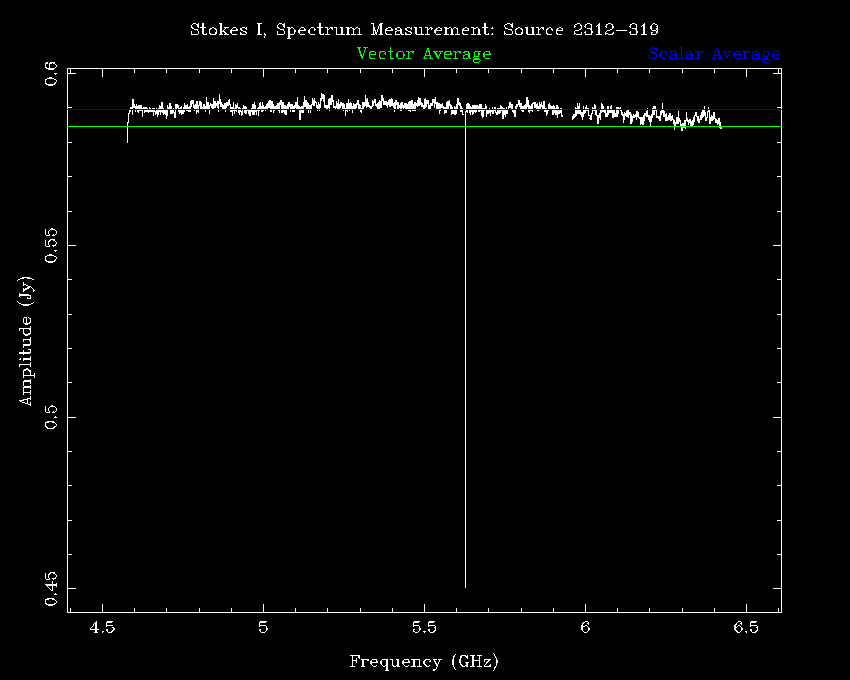 Stokes I, Spectrum Measurement: Source 2312-319
Vector Average Scalar Average
0.6
0.55
0.5
0.45
Amplitude (Jy)
4.5 5 5.5 6 6.5
Frequency (GHz)